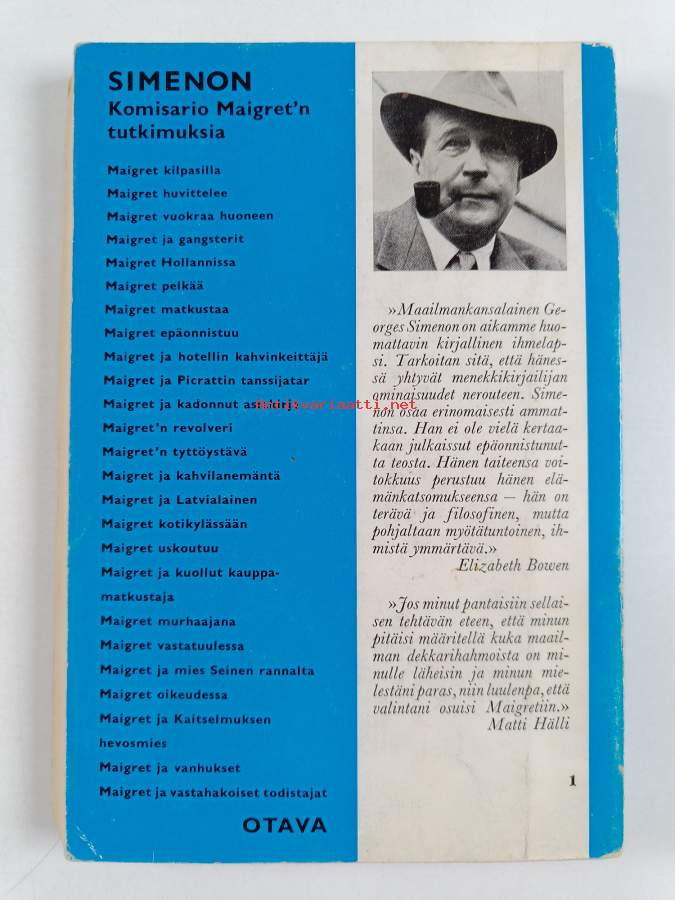 SIMENON
Komisario Maigret'n
tutkimuksia
Maigret kilpasilla
Maigret huvittelee
Maigret vuokraa huoneen
Maigret ja gangsterit
Maigret Hollannissa
Maigret pelkää
Maigret matkustaa
Maigret epäonnistuu
Maigret ja hotellin kahvinkeittäjä
Maigret ja Picrattin tanssijatar
Maigret ja kadonnut
Maigret'n revolveri
Maigret'n tyttöystävä
Maigret ja kahvilanemäntä
Maigret ja Latvialainen
Maigret kotikylässään
Maigret uskoutuu
Maigret ja kuollut kauppa-
matkustaja
Maigret murhaajana
Maigret vastatuulessa
Maigret ja mies Seinen rannalta
Maigret oikeudessa
Maigret ja Kaitselmuksen
hevosmies
Maigret ja vanhukset
Maigret ja vastahakoiset todistajat
OTAVA
»Maailmankansalainen Ge-
orges Simenon on aikamme huo-
mattavin kirjallinen ihmelap-
si. Tarkoitan sitä, että hänes-
sä yhtyvät menekkikirjailijan
ominaisuudet nerouteen. Sime-
non osaa erinomaisesti ammat-
tinsa. Han ei ole vielä kertaa-
kaan julkaissut epäonnistunut-
ta teosta. Hänen taiteensa voi-
tokkuus perustuu hänen elä-
mänkatsomukseensa — hän on
terävä ja filosofinen, mutta
pohjaltaan myötätuntoinen, ih-
mistä ymmärtävä.»
Elizabeth Bowen
»Jos minut pantaisiin sellai-
sen tehtävän eteen, että minun
pitäisi määritellä kuka maail-
man dekkarihahmoista on mi-
nulle läheisin ja minun mie-
lestäni paras, niin luulenpa, että
valintani osuisi Maigretiin.»
Matti Hälli
1
antikvariaatti.net